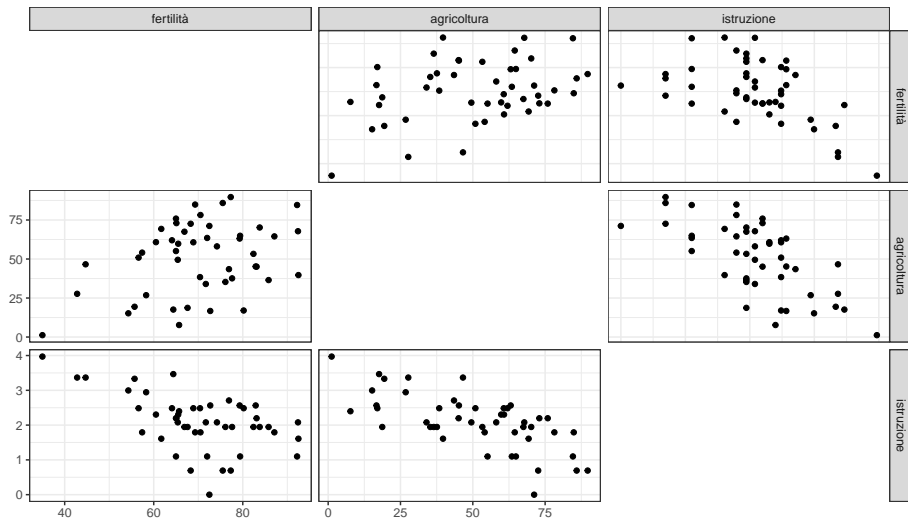 fertilità
agricoltura
istruzione
fertilità
75
50
25
0
agricoltura
4
3
2
1
0
istruzione
40
60
80
0
25
50
75